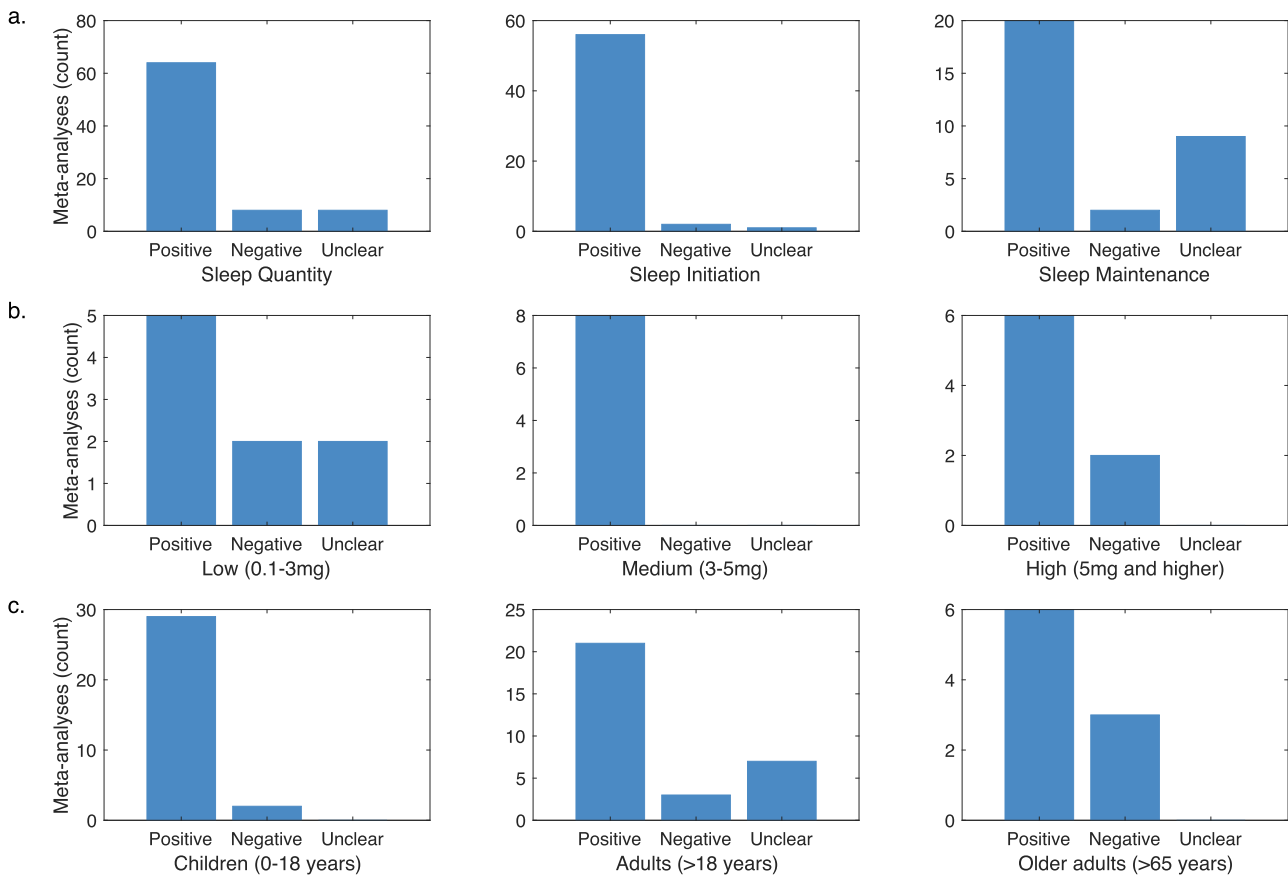 a.
Meta-analyses (count)
80
60
40
20
0
Positive Negative Unclear
Sleep Quantity
60
40
20
0
Positive Negative Unclear
Sleep Initiation
20
15
10
5
0
Positive Negative Unclear
Sleep Maintenance
b.
Meta-analyses (count)
5
4
3
2
1
0
Positive Negative Unclear
Low (0.1-3mg)
8
6
4
2
0
Positive Negative Unclear
Medium (3-5mg)
6
4
2
0
Positive Negative Unclear
High (5mg and higher)
c.
Meta-analyses (count)
30
20
10
0
Positive Negative Unclear
Children (0-18 years)
25
20
15
10
5
0
Positive Negative Unclear
Adults (>18 years)
6
4
2
0
Positive Negative Unclear
Older adults (>65 years)